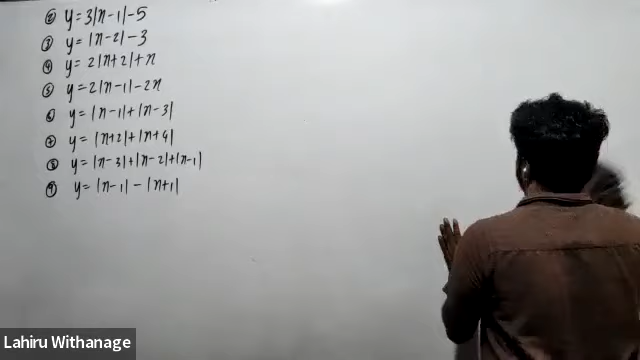 ② y = 3|x-1| - 5
③ y = |x-2| - 3
④ y = 2|x+2| + x
⑤ y = 2|x-1| - 2x
⑥ y = |x-1| + |x-3|
⑦ y = |x+2| + |x+4|
⑧ y = |x-3| + |x-2| + |x-1|
⑨ y = |x-1| - |x+1|
Lahiru Withanage